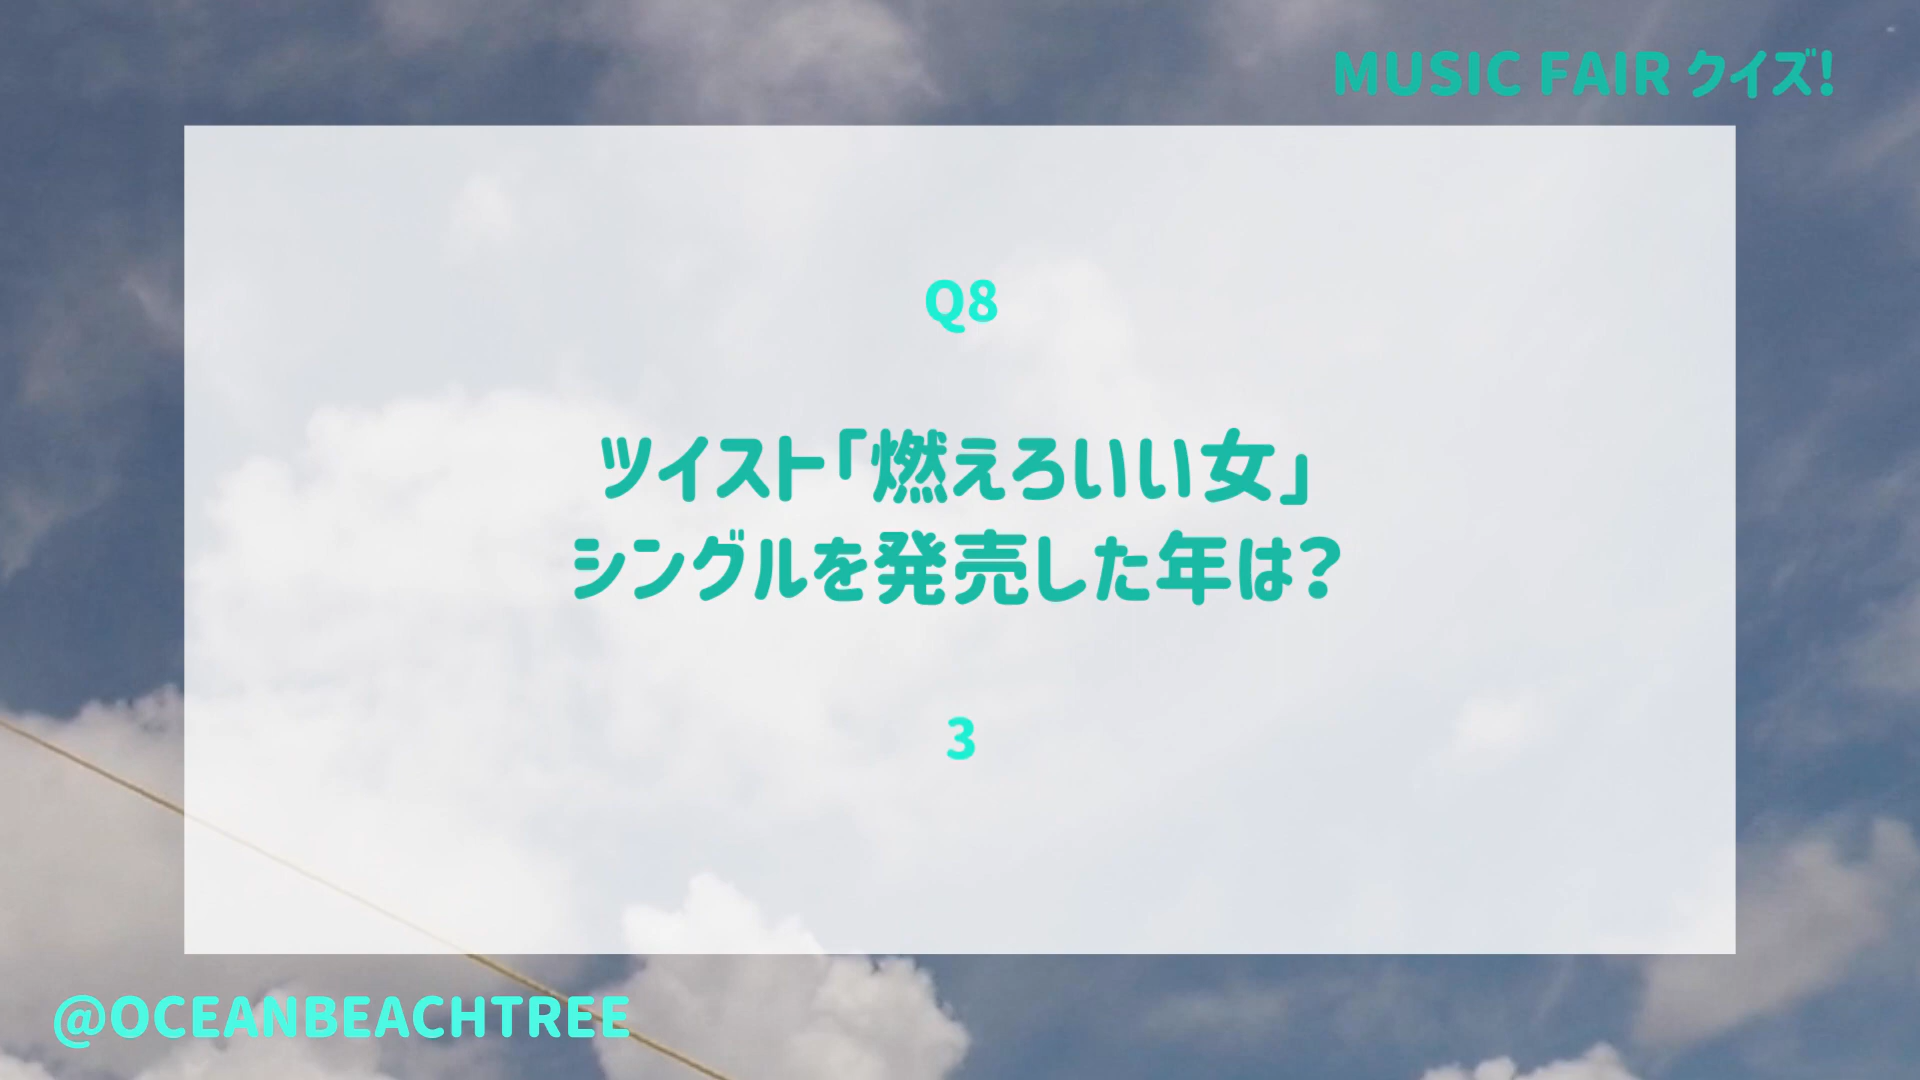 MUSIC FAIR クイズ!
Q8
ツイスト「燃えろいい女」
シングルを発売した年は?
3
@OCEANBEACHTREE